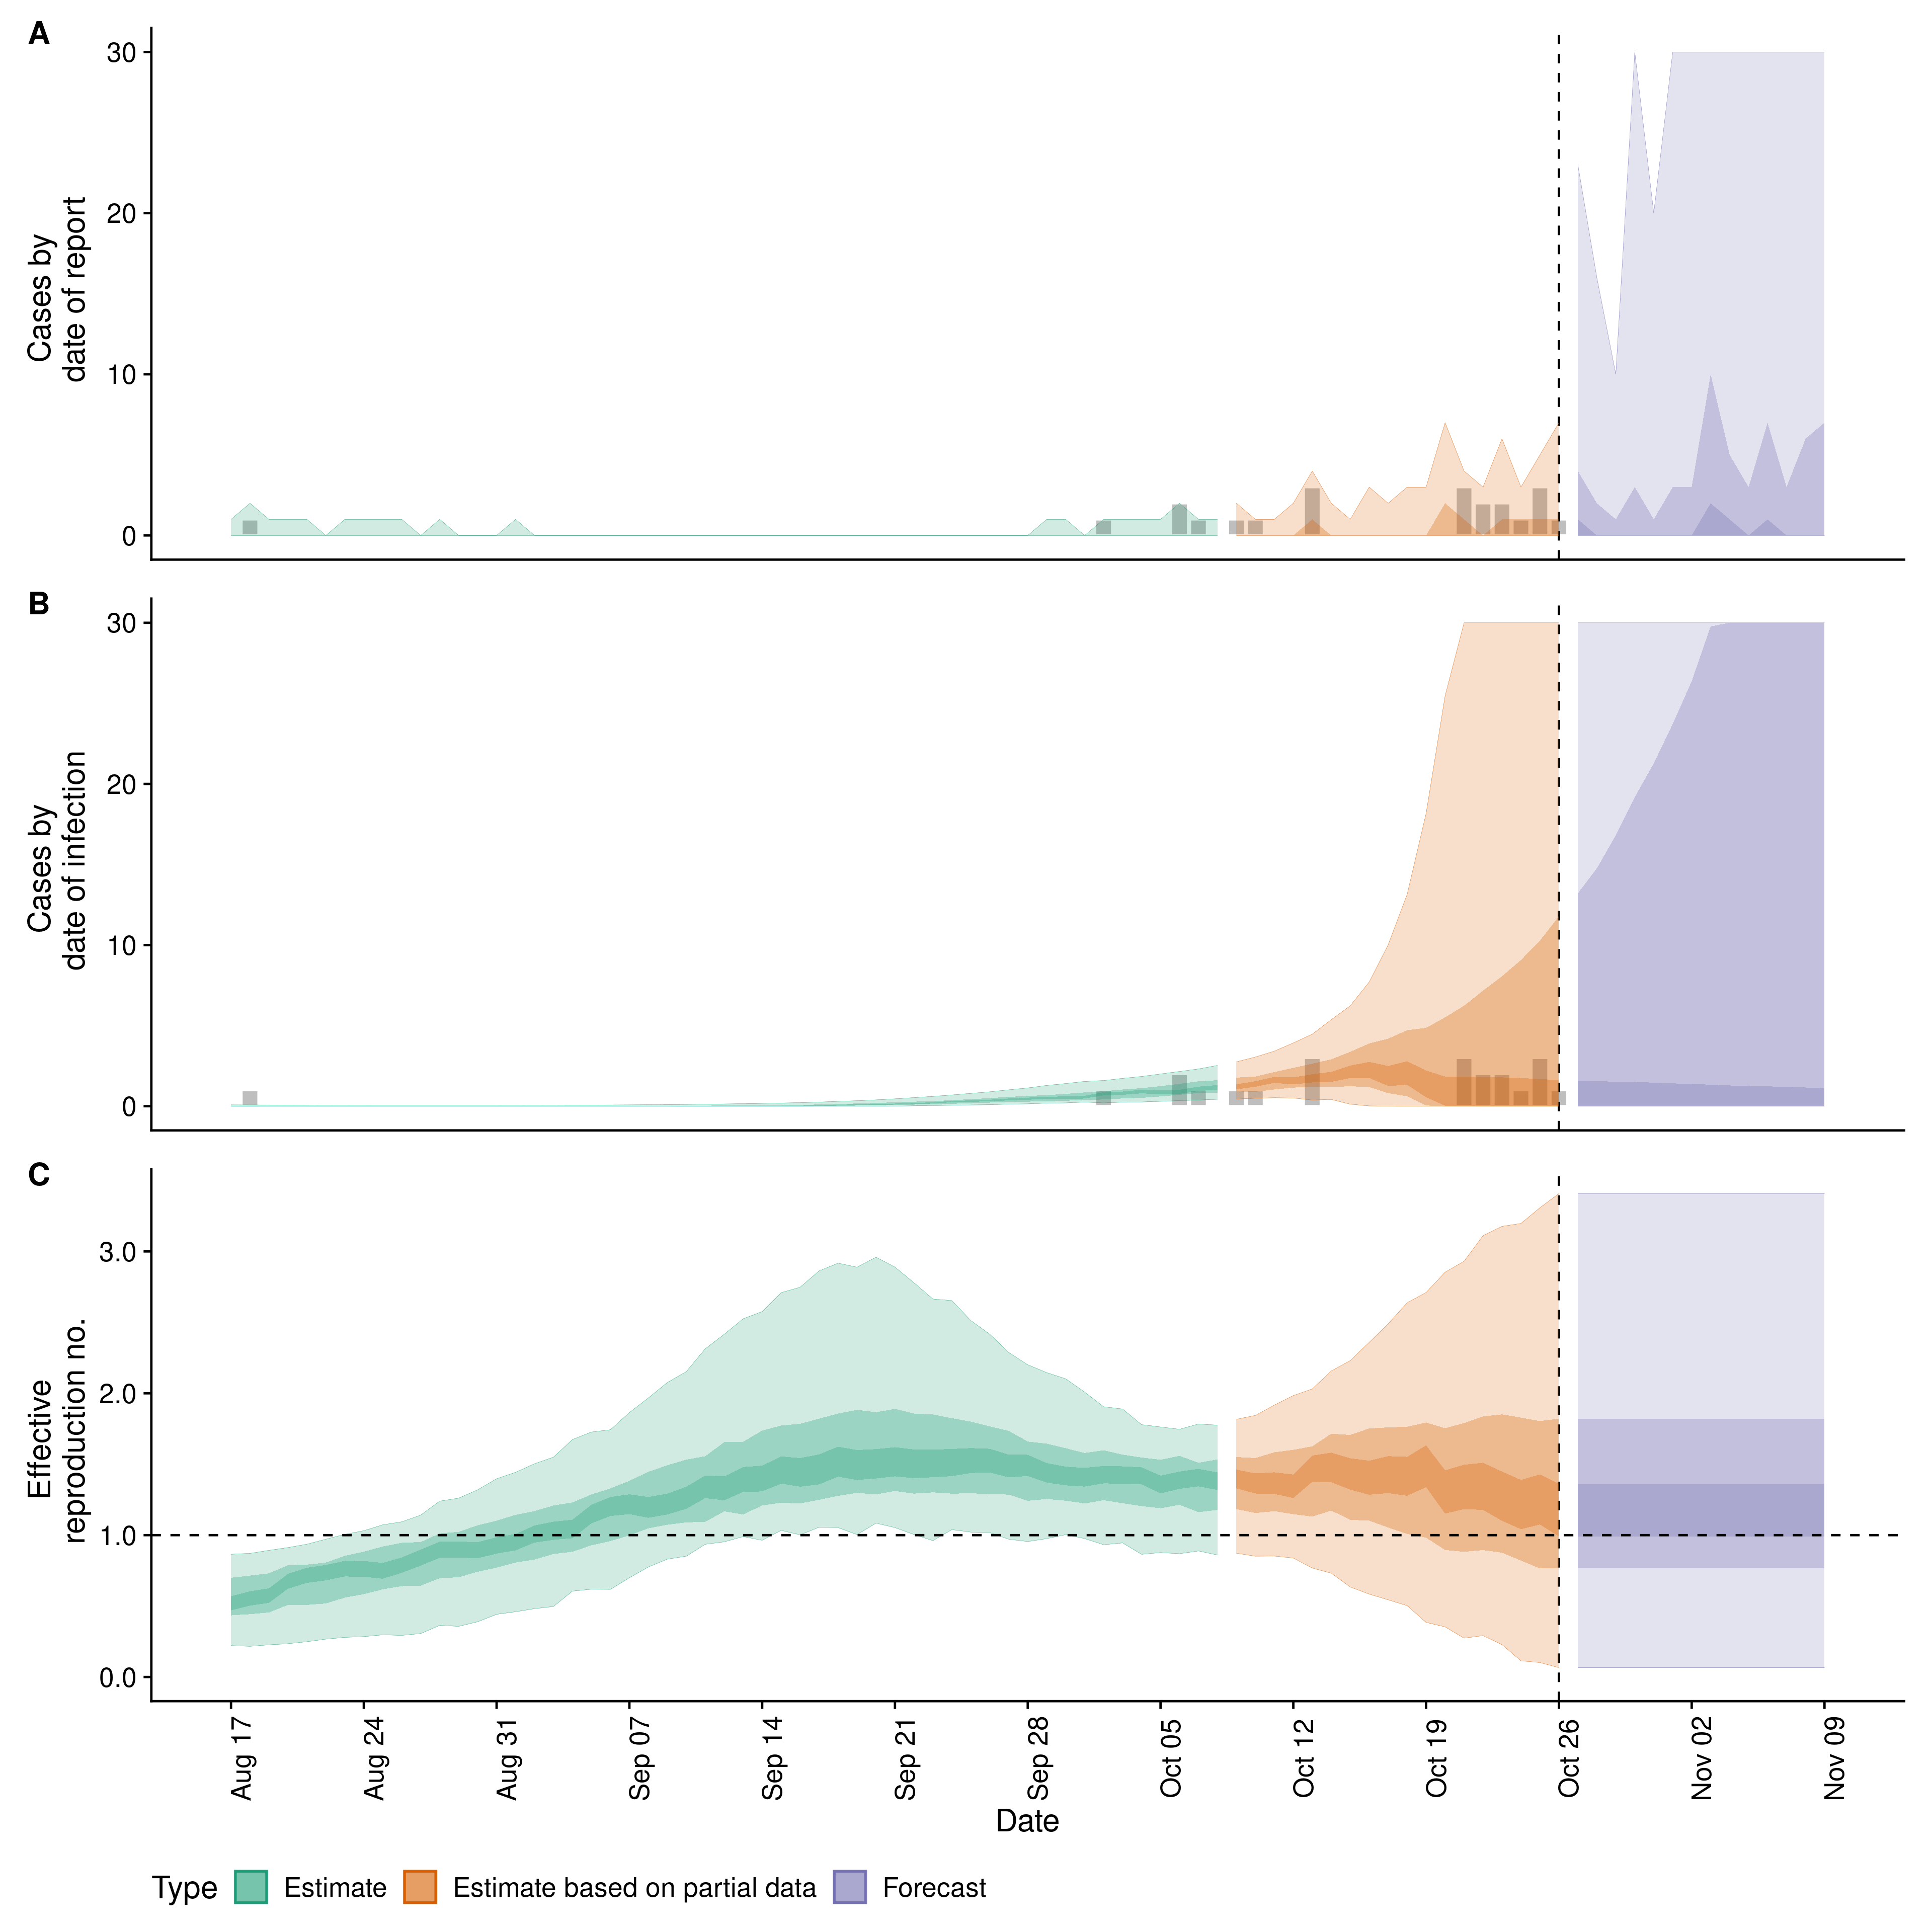 A
30
20
10
0
Cases by
date of report
B
30
20
10
0
Cases by
date of infection
C
3.0
2.0
1.0
0.0
Effective
reproduction no.
Aug 17
Aug 24
Aug 31
Sep 07
Sep 14
Sep 21
Sep 28
Oct 05
Oct 12
Oct 19
Oct 26
Nov 02
Nov 09
Date
Type Estimate Estimate based on partial data Forecast